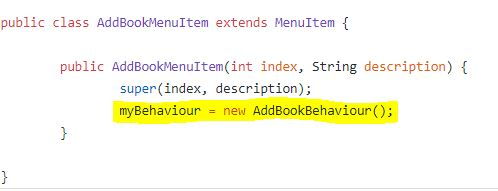 public class AddBookMenuItem extends MenuItem {
public AddBookMenuItem(int index, String description) {
super(index, description);
myBehaviour = new AddBookBehaviour();
}
}